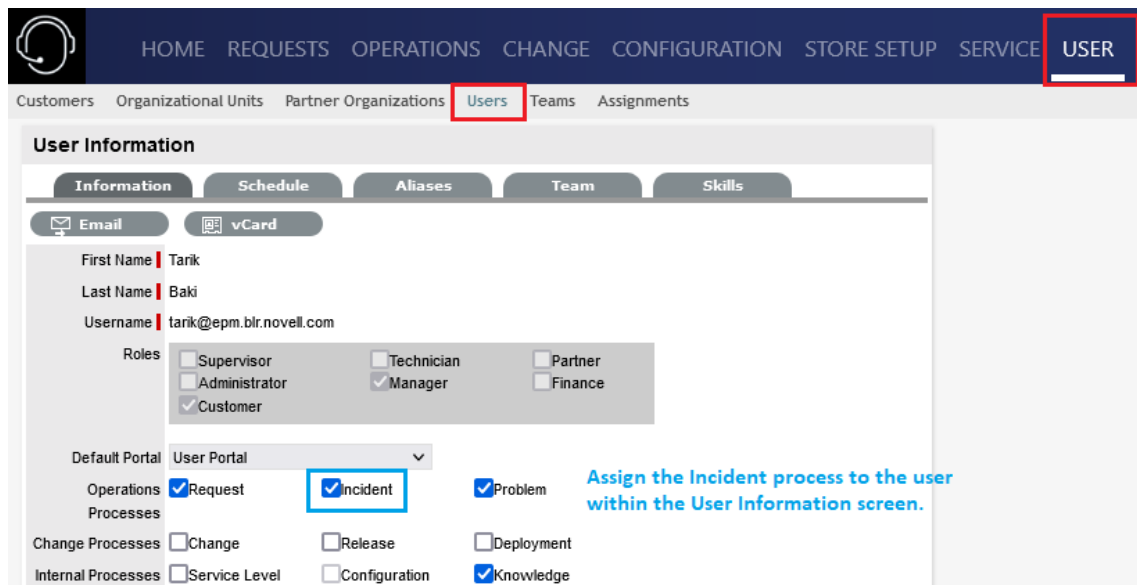 HOME REQUESTS OPERATIONS CHANGE CONFIGURATION STORE SETUP SERVICE USER
Customers Organizational Units Partner Organizations Users Teams Assignments
User Information
Information Schedule Aliases Team Skills
Email vCard
First Name Tarik
Last Name Baki
Username tarik@epm.blr.novell.com
Roles Supervisor Technician Partner
Administrator Manager Finance
Customer
Default Portal User Portal
Operations Processes Request Incident Problem
Assign the Incident process to the user
within the User Information screen.
Change Processes Change Release Deployment
Internal Processes Service Level Configuration Knowledge